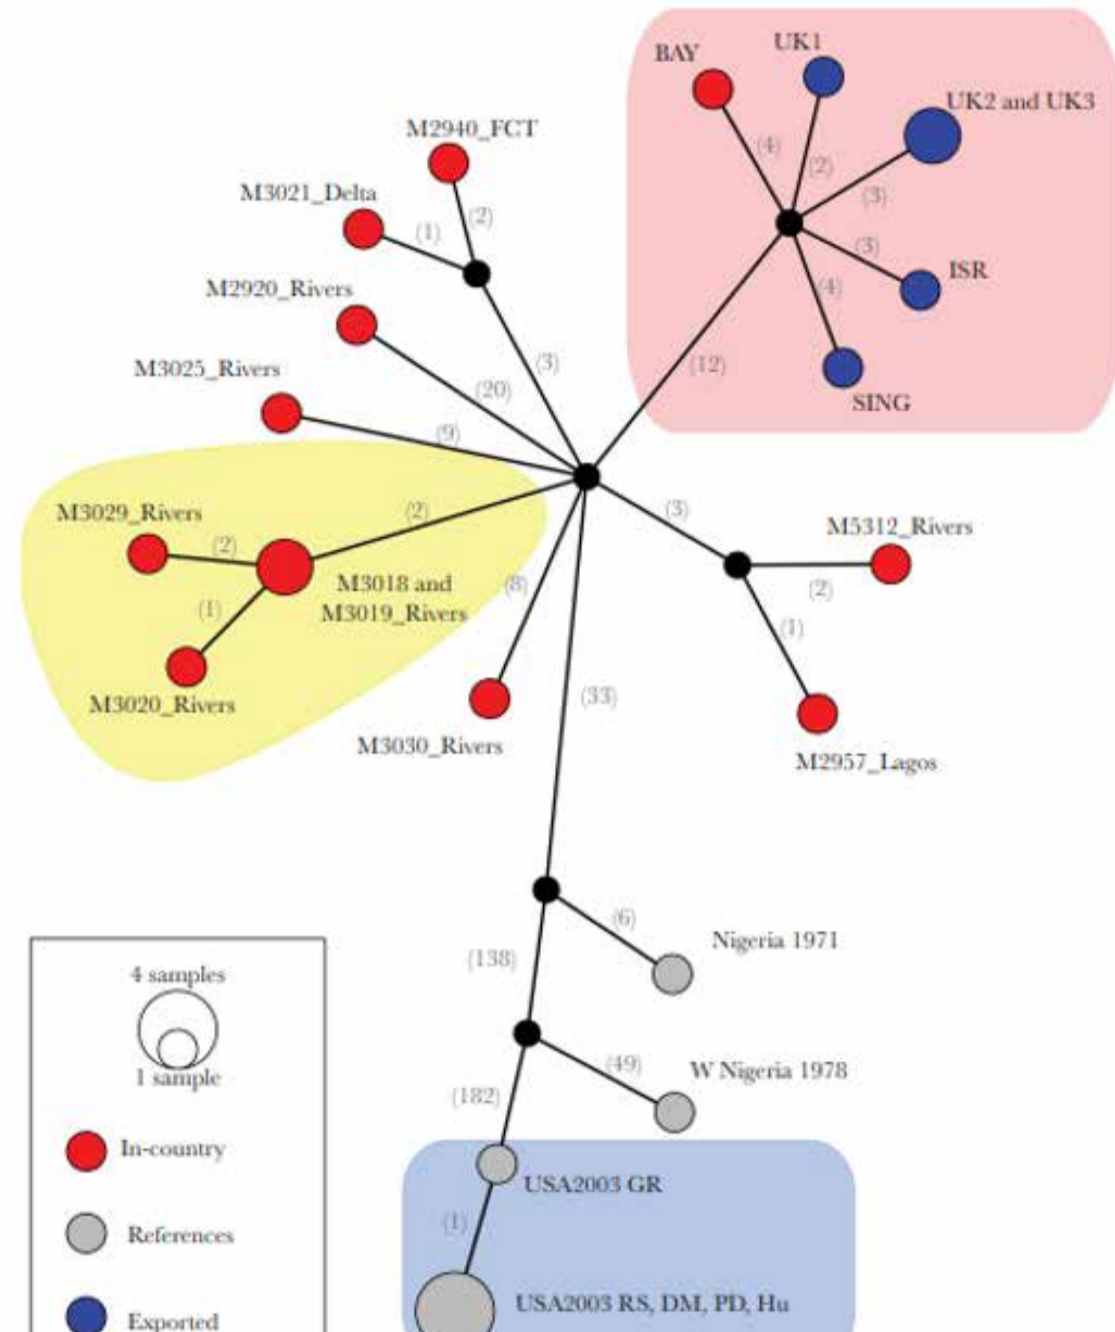 BAY
UK1
UK2 and UK3
M2940_FCT
(4)
(2)
M3021_Delta
(2)
(3)
(1)
(3)
ISR
M2920_Rivers
(4)
(3)
(12)
M3025_Rivers
(20)
SING
(9)
M3029_Rivers
(2)
(3)
M5312_Rivers
(2)
M3018 and
M3019_Rivers
(8)
(2)
(1)
(1)
M3020_Rivers
(33)
M3030_Rivers
M2957_Lagos
(6)
Nigeria 1971
(138)
(49)
W Nigeria 1978
(182)
USA2003 GR
(1)
USA2003 RS, DM, PD, Hu
4 samples
1 sample
In-country
References
Exported